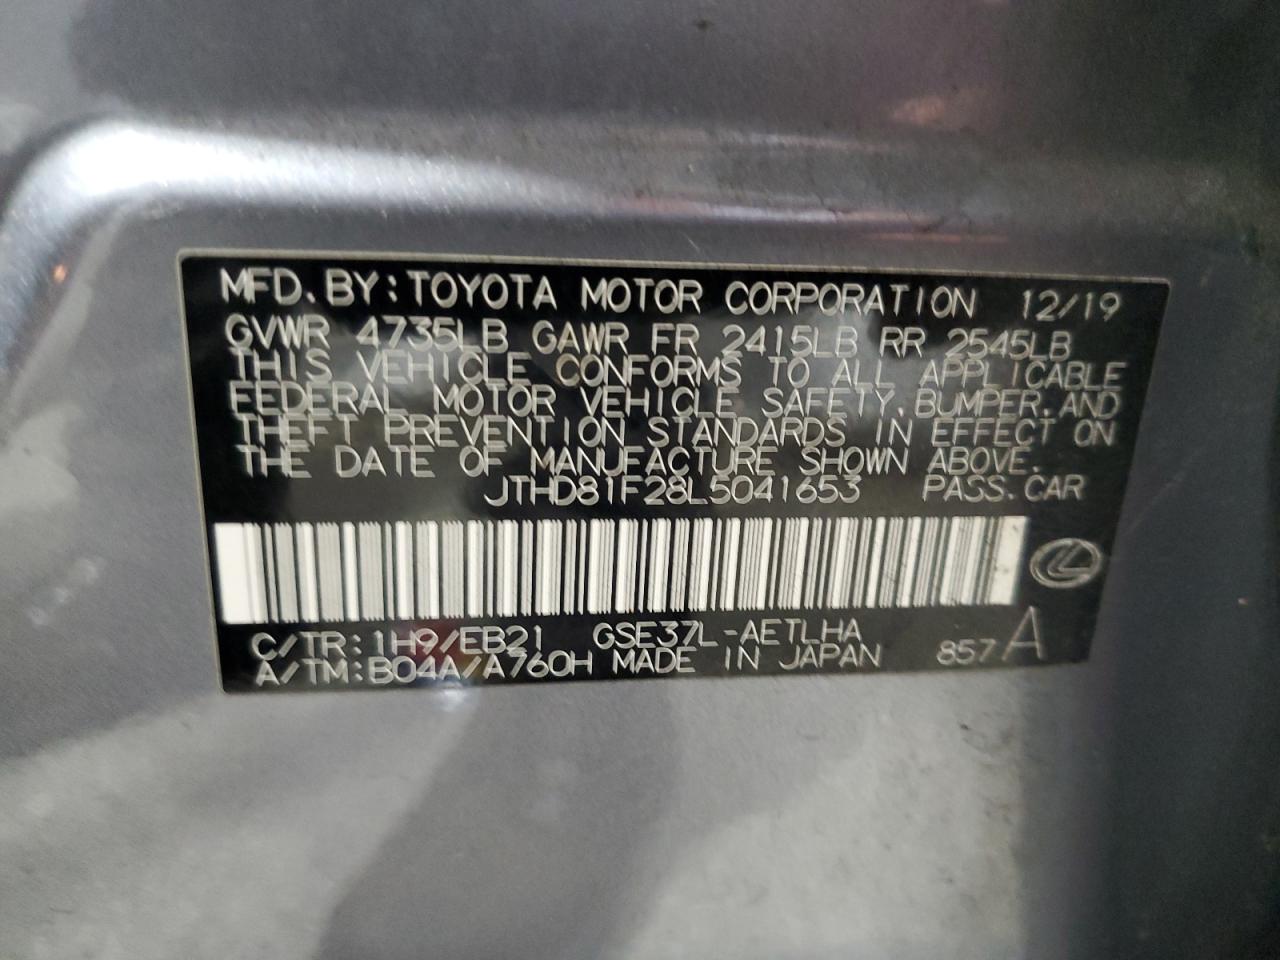 MFD. BY: TOYOTA MOTOR CORPORATION 12/19
GVWR 4735LB GAWR FR 2415LB RR 2545LB
THIS VEHICLE CONFORMS TO ALL APPLICABLE
FEDERAL MOTOR VEHICLE SAFETY, BUMPER, AND
THEFT PREVENTION STANDARDS IN EFFECT ON
THE DATE OF MANUFACTURE SHOWN ABOVE.
JTHD81F28L5041653 PASS. CAR
C/TR: 1H9/EB21 GSE37L-AETLHA
A/TM: B04A/A760H MADE IN JAPAN 857 A